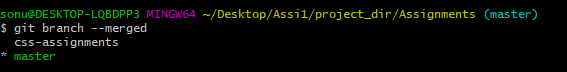 sonu@DESKTOP-LQBDPP3 MINGW64 ~/Desktop/Assi1/project_dir/Assignments (master)
$ git branch --merged
  css-assignments
* master